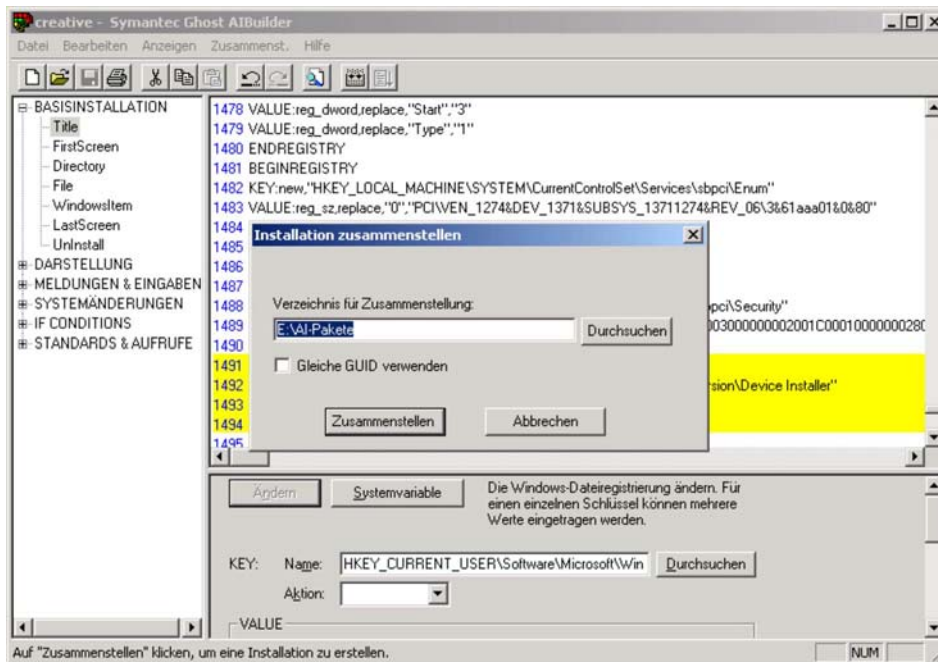 creative - Symantec Ghost AIBuilder
Datei Bearbeiten Anzeigen Zusammenst. Hilfe
BASISINSTALLATION
Title
FirstScreen
Directory
File
WindowsItem
LastScreen
UnInstall
DARSTELLUNG
MELDUNGEN & EINGABEN
SYSTEMÄNDERUNGEN
IF CONDITIONS
STANDARDS & AUFRUFE
1478 VALUE:reg_dword,replace,"Start","3"
1479 VALUE:reg_dword,replace,"Type","1"
1480 ENDREGISTRY
1481 BEGINREGISTRY
1482 KEY:new,"HKEY_LOCAL_MACHINE\SYSTEM\CurrentControlSet\Services\sbpci\Enum"
1483 VALUE:reg_sz,replace,"0","PCI\VEN_1274&DEV_1371&SUBSYS_13711274&REV_06\3&61aaa01&0&80"
1484
1485
1486
1487
1488 pci\Security"
1489 003000000002001C000100000000280
1490
1491
1492 sion\Device Installer"
1493
1494
1495
Installation zusammenstellen
Verzeichnis für Zusammenstellung:
E:\AI-Pakete
Durchsuchen
Gleiche GUID verwenden
Zusammenstellen Abbrechen
Ändern Systemvariable
Die Windows-Dateiregistrierung ändern. Für
einen einzelnen Schlüssel können mehrere
Werte eingetragen werden.
KEY: Name: HKEY_CURRENT_USER\Software\Microsoft\Win Durchsuchen
Aktion:
VALUE
Auf "Zusammenstellen" klicken, um eine Installation zu erstellen.
NUM